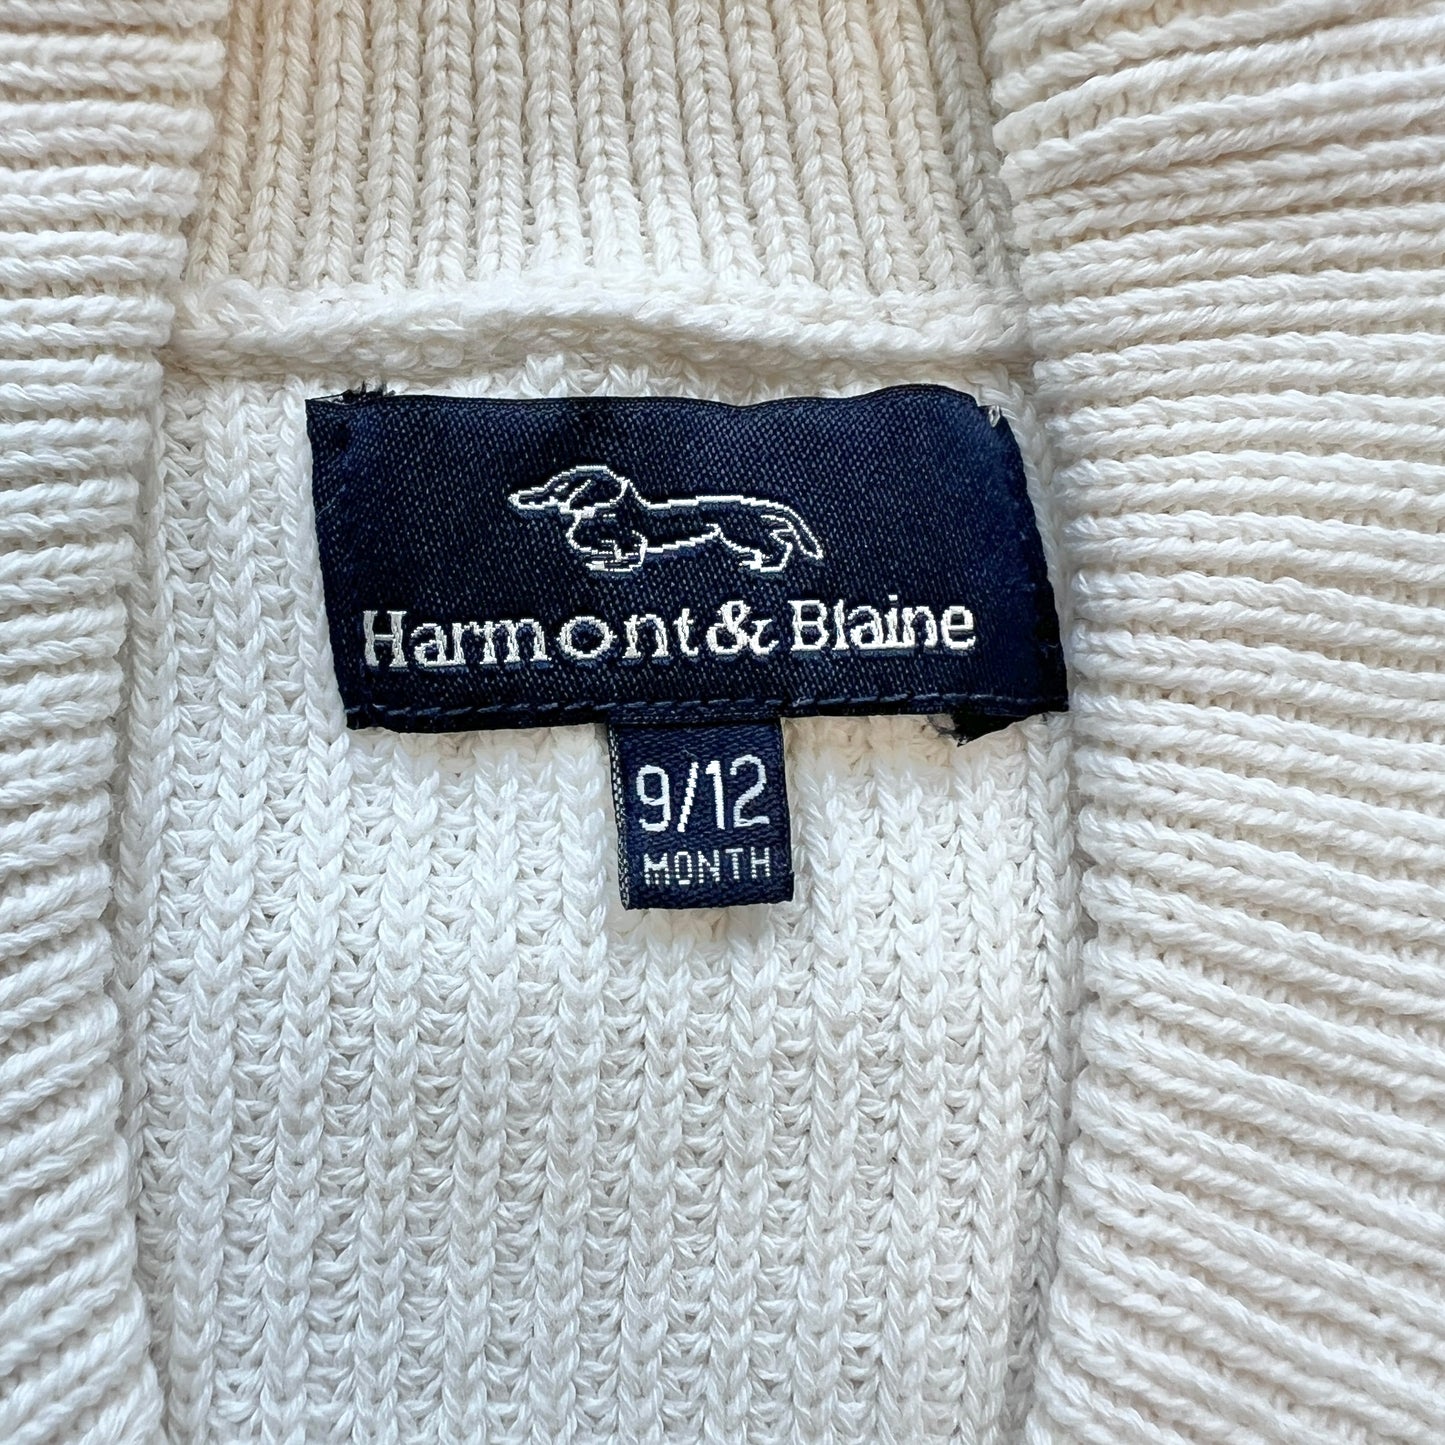 Harmont & Blaine
9/12
MONTH